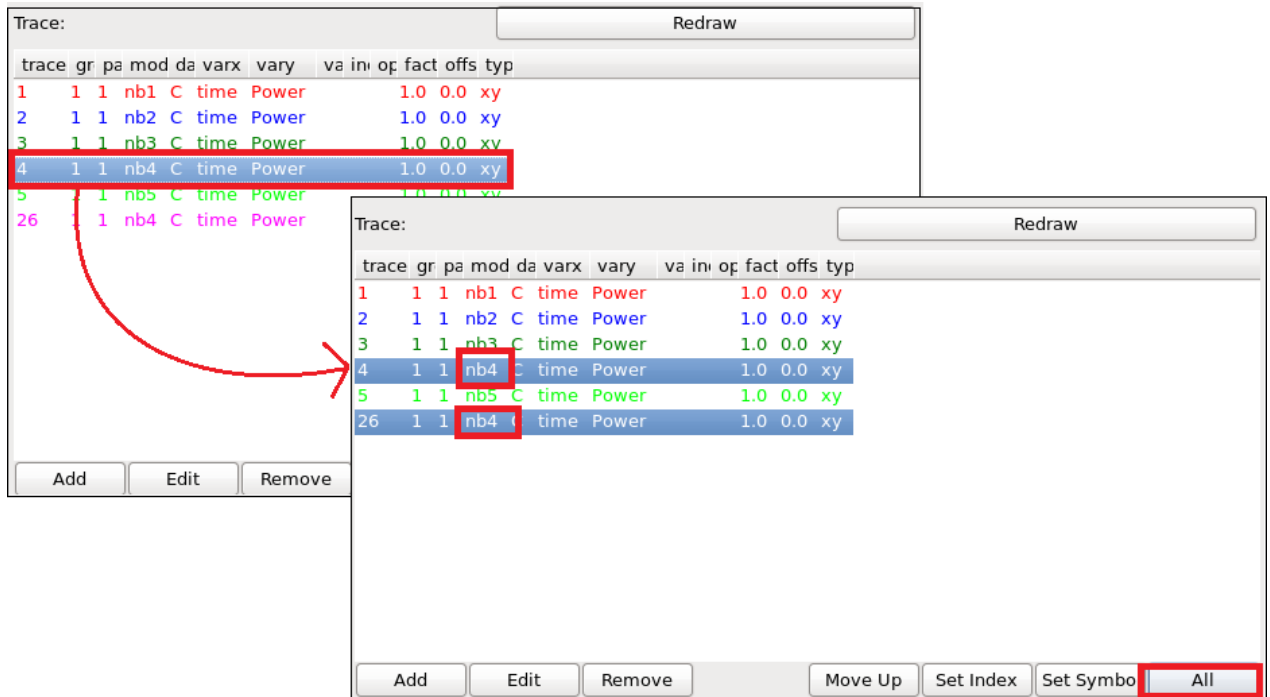 Trace: Redraw
trace gr pa mod da varx vary va in op fact offs typ
1 1 1 nb1 C time Power 1.0 0.0 xy
2 1 1 nb2 C time Power 1.0 0.0 xy
3 1 1 nb3 C time Power 1.0 0.0 xy
4 1 1 nb4 C time Power 1.0 0.0 xy
5 1 1 nb5 C time Power 1.0 0.0 xy
26 1 1 nb4 C time Power
Add Edit Remove
Trace: Redraw
trace gr pa mod da varx vary va in op fact offs typ
1 1 1 nb1 C time Power 1.0 0.0 xy
2 1 1 nb2 C time Power 1.0 0.0 xy
3 1 1 nb3 C time Power 1.0 0.0 xy
4 1 1 nb4 C time Power 1.0 0.0 xy
5 1 1 nb5 C time Power 1.0 0.0 xy
26 1 1 nb4 C time Power 1.0 0.0 xy
Add Edit Remove Move Up Set Index Set Symbo All